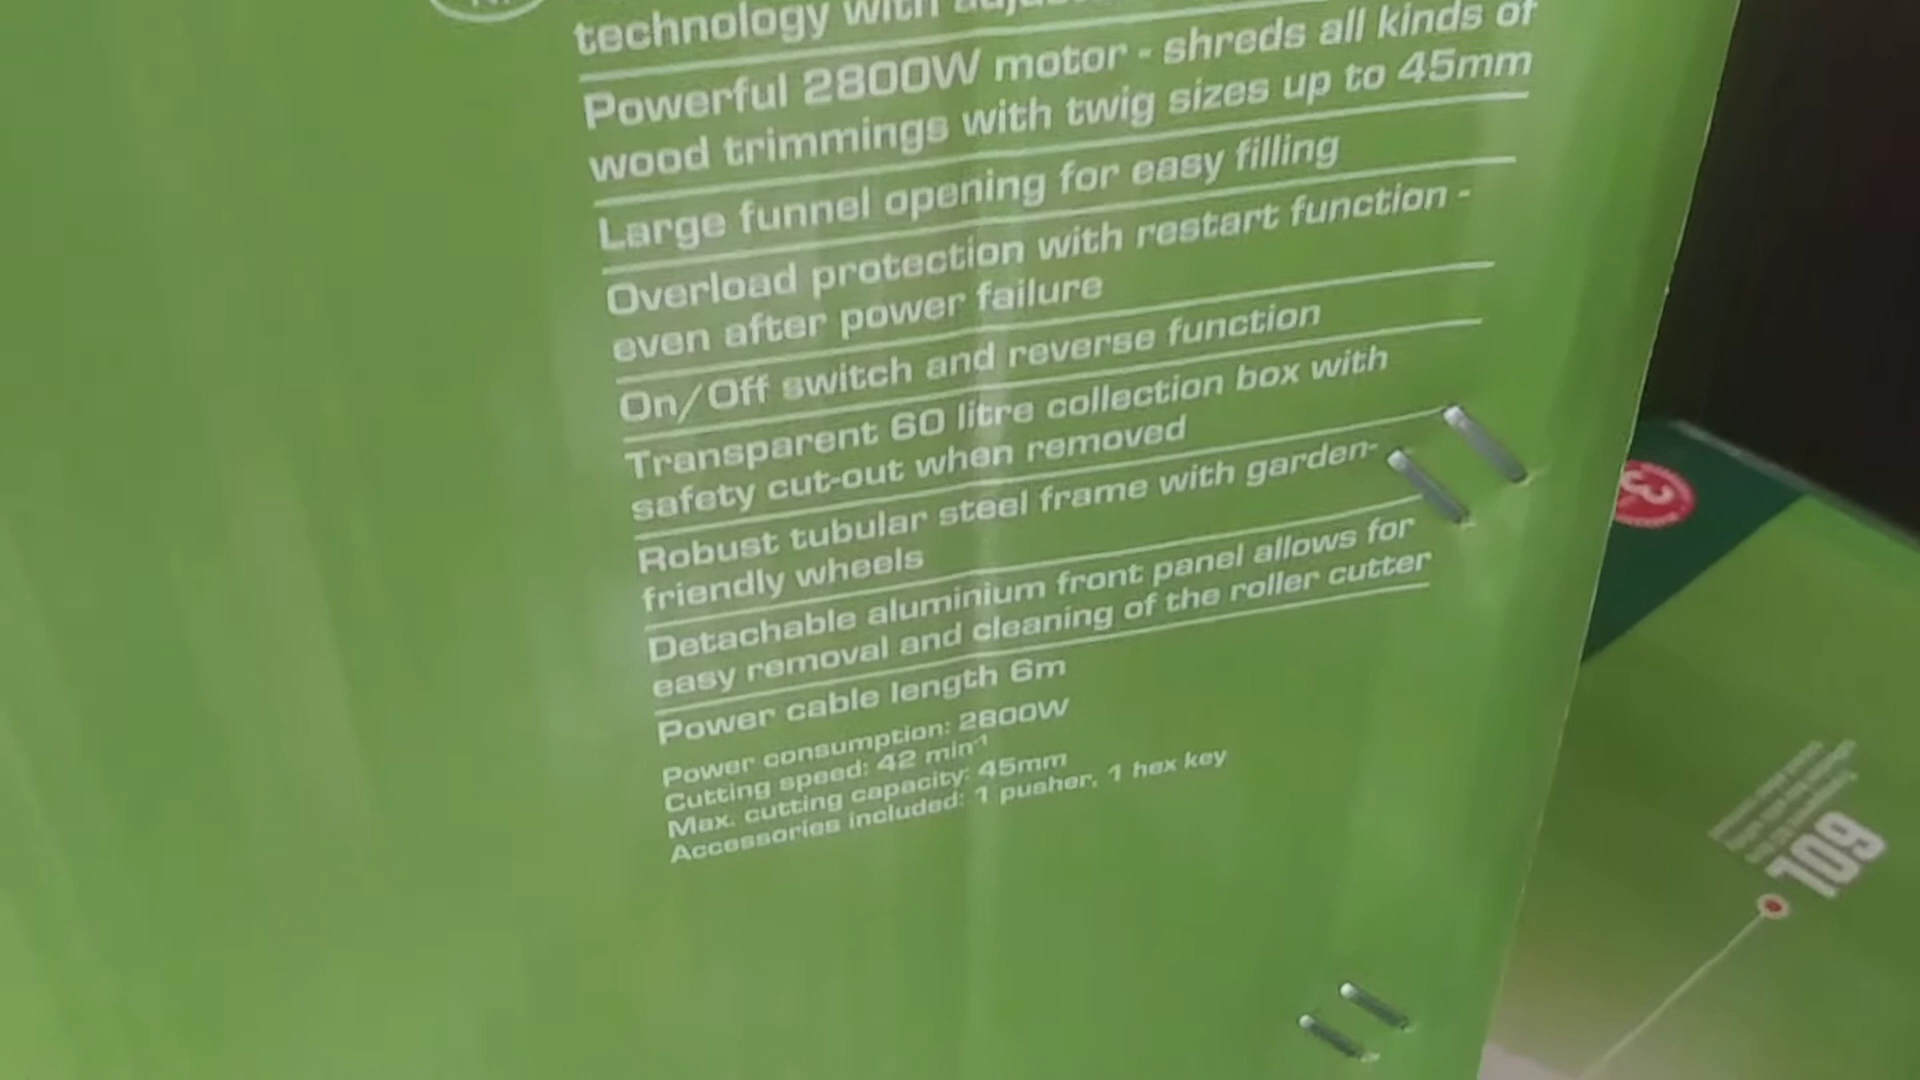 technology with
Powerful 2800W motor - shreds all kinds of
wood trimmings with twig sizes up to 45mm
Large funnel opening for easy filling
Overload protection with restart function -
even after power failure
On/Off switch and reverse function
Transparent 60 litre collection box with
safety cut-out when removed
Robust tubular steel frame with garden-
friendly wheels
Detachable aluminium front panel allows for
easy removal and cleaning of the roller cutter
Power cable length 6m
Power consumption: 2800W
Cutting speed: 42 min⁻¹
Max. cutting capacity: 45mm
Accessories included: 1 pusher, 1 hex key
3
60L